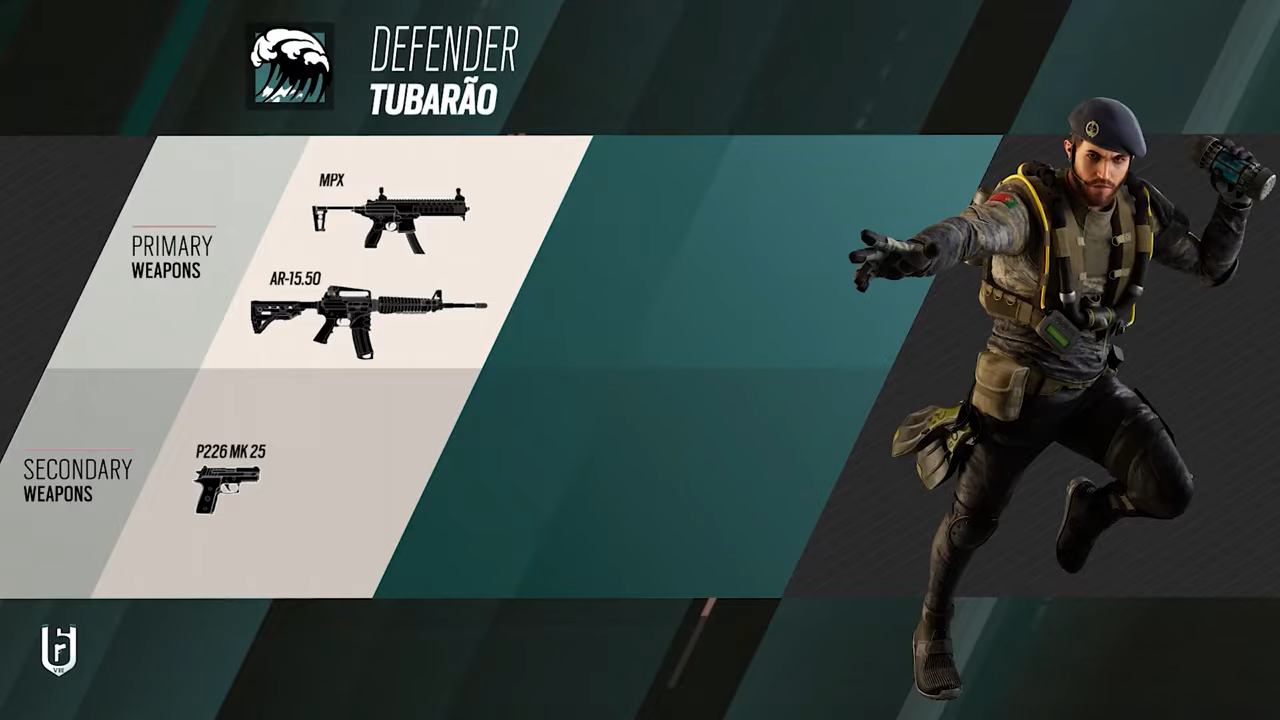 DEFENDER
TUBARÃO
PRIMARY
WEAPONS
MPX
AR-15.50
SECONDARY
WEAPONS
P226 MK 25